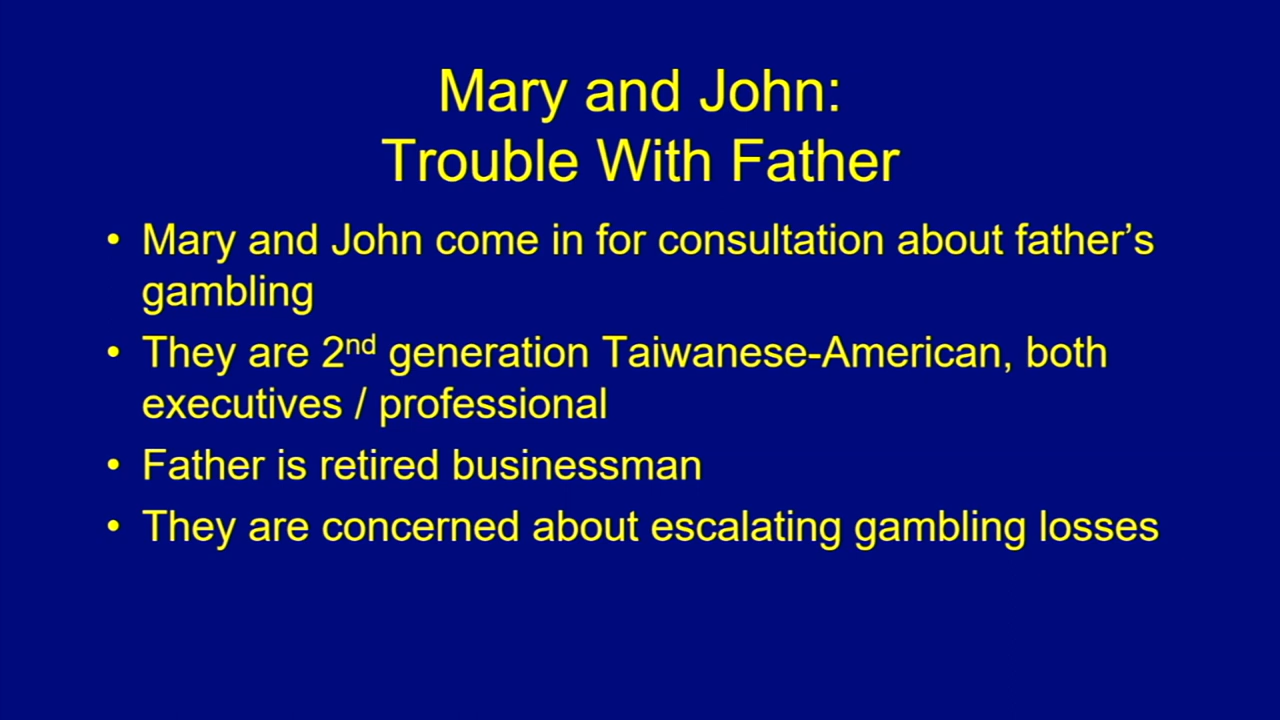 Mary and John:
Trouble With Father
• Mary and John come in for consultation about father’s
gambling
• They are 2nd generation Taiwanese-American, both
executives / professional
• Father is retired businessman
• They are concerned about escalating gambling losses